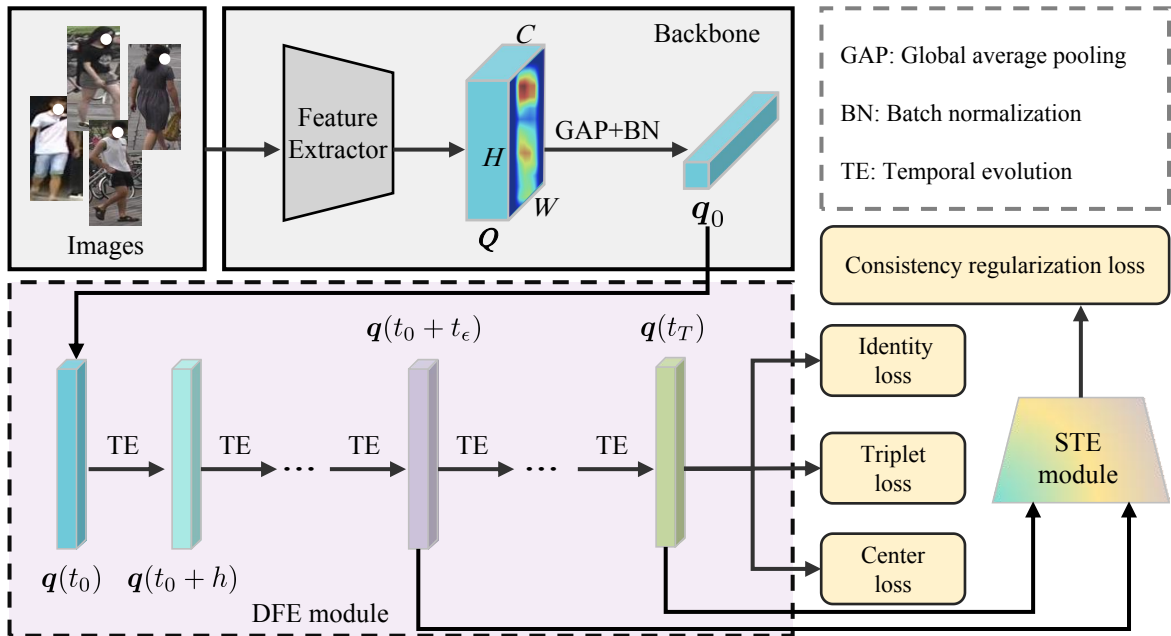 Images
Backbone
Feature
Extractor
C
H
W
Q
GAP+BN
q₀
GAP: Global average pooling
BN: Batch normalization
TE: Temporal evolution
Consistency regularization loss
q(t₀ + t_ϵ)
q(t_T)
Identity
loss
TE
TE
TE
TE
TE
Triplet
loss
STE
module
q(t₀)
q(t₀ + h)
Center
loss
DFE module